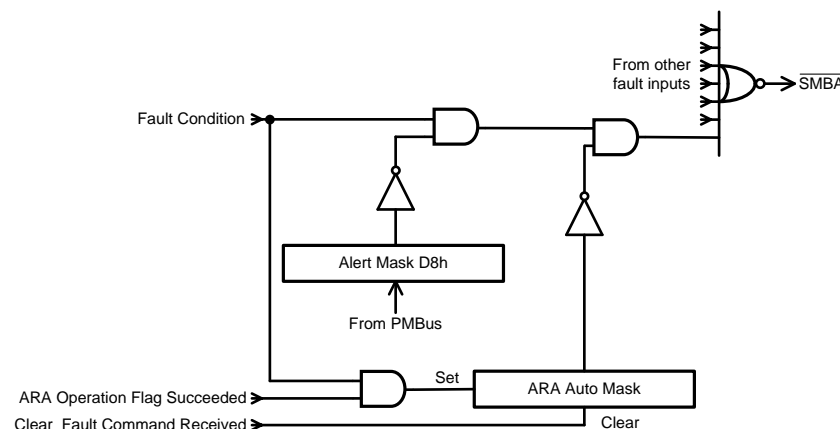 From other
fault inputs
SMBA
Fault Condition
Alert Mask D8h
From PMBus
Set
ARA Auto Mask
ARA Operation Flag Succeeded
Clear_Fault Command Received
Clear